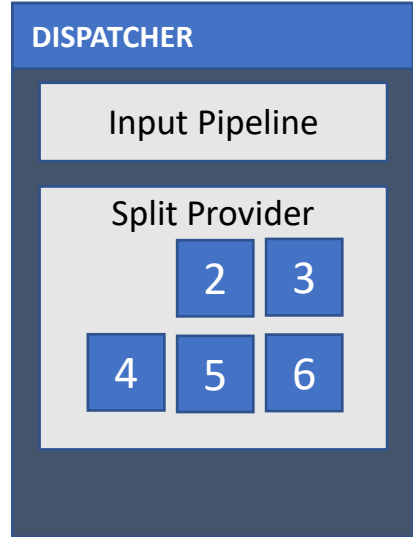 DISPATCHER
Input Pipeline
Split Provider
2 3
4 5 6